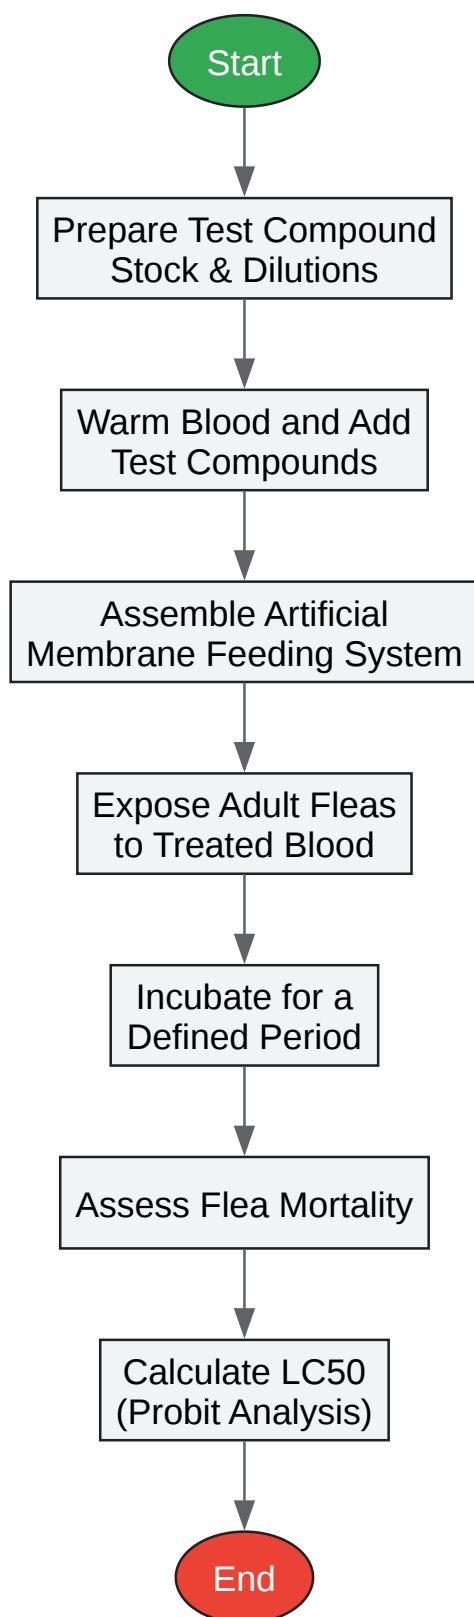 Start
Prepare Test Compound
Stock & Dilutions
Warm Blood and Add
Test Compounds
Assemble Artificial
Membrane Feeding System
Expose Adult Fleas
to Treated Blood
Incubate for a
Defined Period
Assess Flea Mortality
Calculate LC50
(Probit Analysis)
End